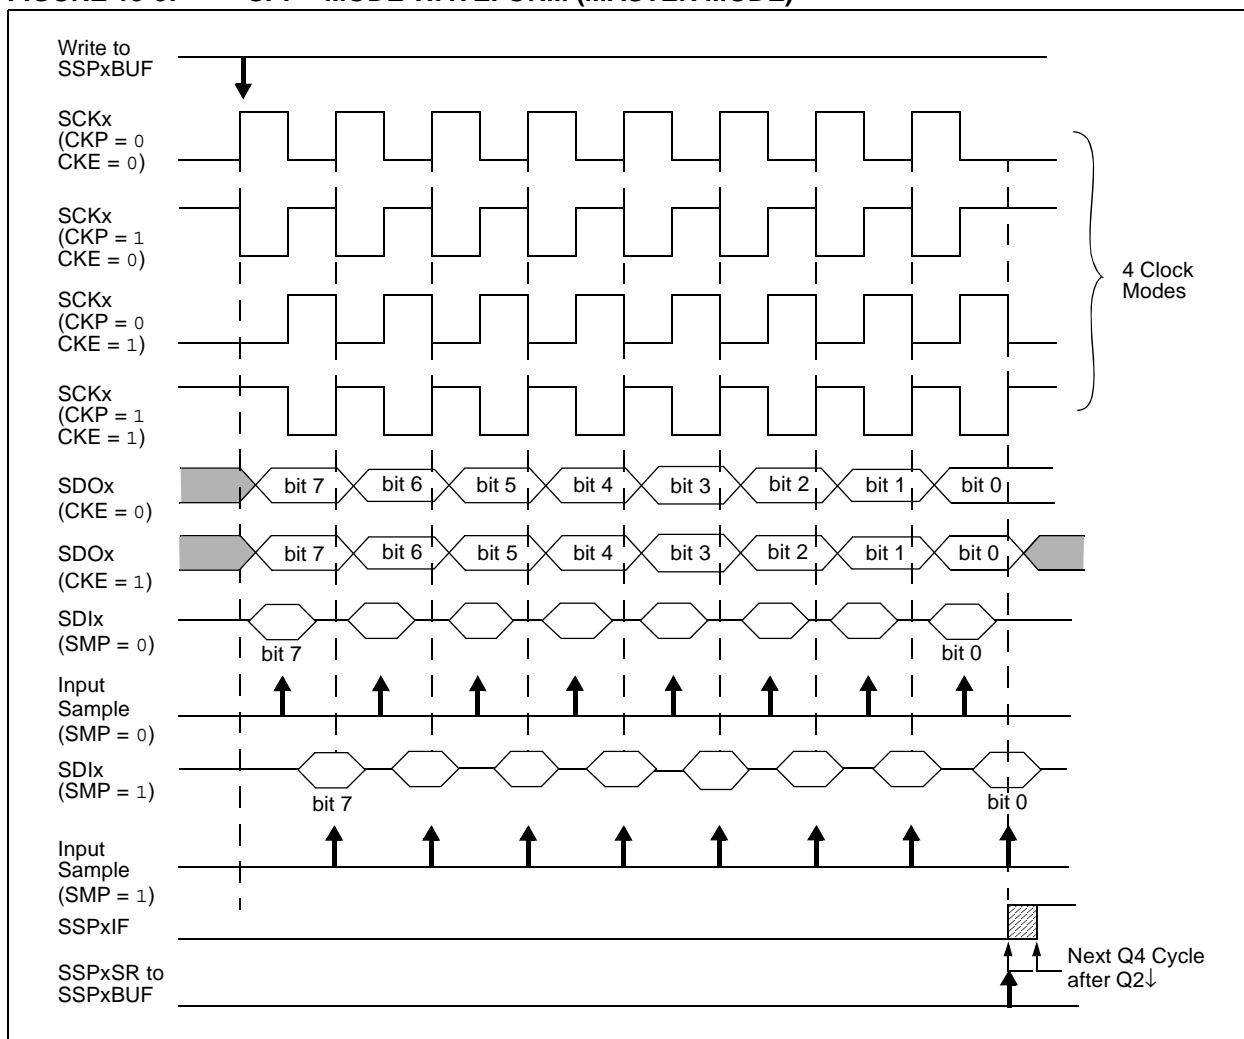 Write to
SSPxBUF
SCKx
(CKP = 0
CKE = 0)
SCKx
(CKP = 1
CKE = 0)
SCKx
(CKP = 0
CKE = 1)
SCKx
(CKP = 1
CKE = 1)
4 Clock
Modes
SDOx
(CKE = 0)
bit 7 bit 6 bit 5 bit 4 bit 3 bit 2 bit 1 bit 0
SDOx
(CKE = 1)
bit 7 bit 6 bit 5 bit 4 bit 3 bit 2 bit 1 bit 0
SDIx
(SMP = 0)
bit 7 bit 0
Input
Sample
(SMP = 0)
SDIx
(SMP = 1)
bit 7 bit 0
Input
Sample
(SMP = 1)
SSPxIF
SSPxSR to
SSPxBUF
Next Q4 Cycle
after Q2↓